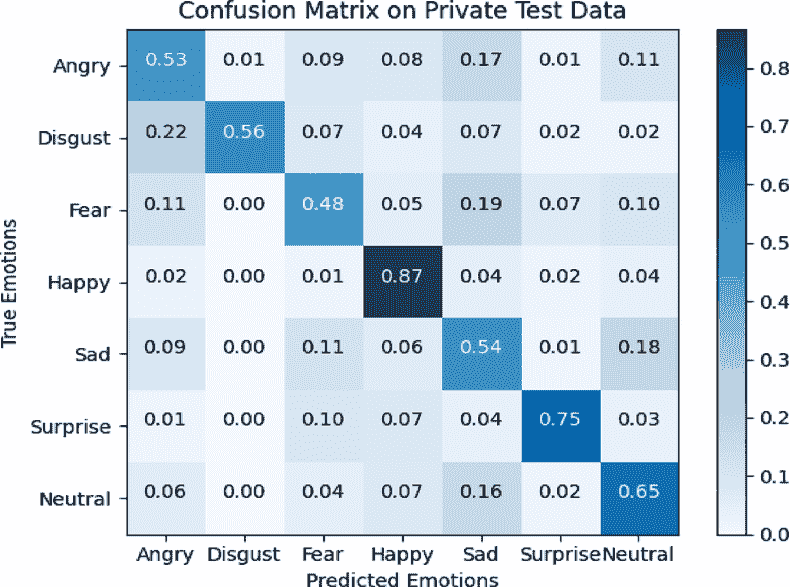 Confusion Matrix on Private Test Data
True Emotions
Angry 0.53 0.01 0.09 0.08 0.17 0.01 0.11
Disgust 0.22 0.56 0.07 0.04 0.07 0.02 0.02
Fear 0.11 0.00 0.48 0.05 0.19 0.07 0.10
Happy 0.02 0.00 0.01 0.87 0.04 0.02 0.04
Sad 0.09 0.00 0.11 0.06 0.54 0.01 0.18
Surprise 0.01 0.00 0.10 0.07 0.04 0.75 0.03
Neutral 0.06 0.00 0.04 0.07 0.16 0.02 0.65
Angry Disgust Fear Happy Sad Surprise Neutral
Predicted Emotions
0.8
0.7
0.6
0.5
0.4
0.3
0.2
0.1
0.0